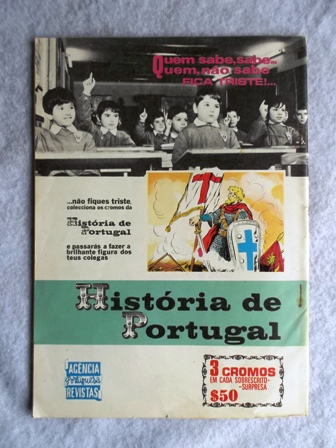 Quem sabe, sabe...
Quem não sabe
FICA TRISTE!...
...não fiques triste,
colecciona os cromos da
História de
Portugal
e passarás a fazer a
brilhante figura dos
teus colegas
História de
Portugal
AGÊNCIA
portuguesa
REVISTAS
3 CROMOS
EM CADA SOBRESCRITO-
-SURPRESA
$50